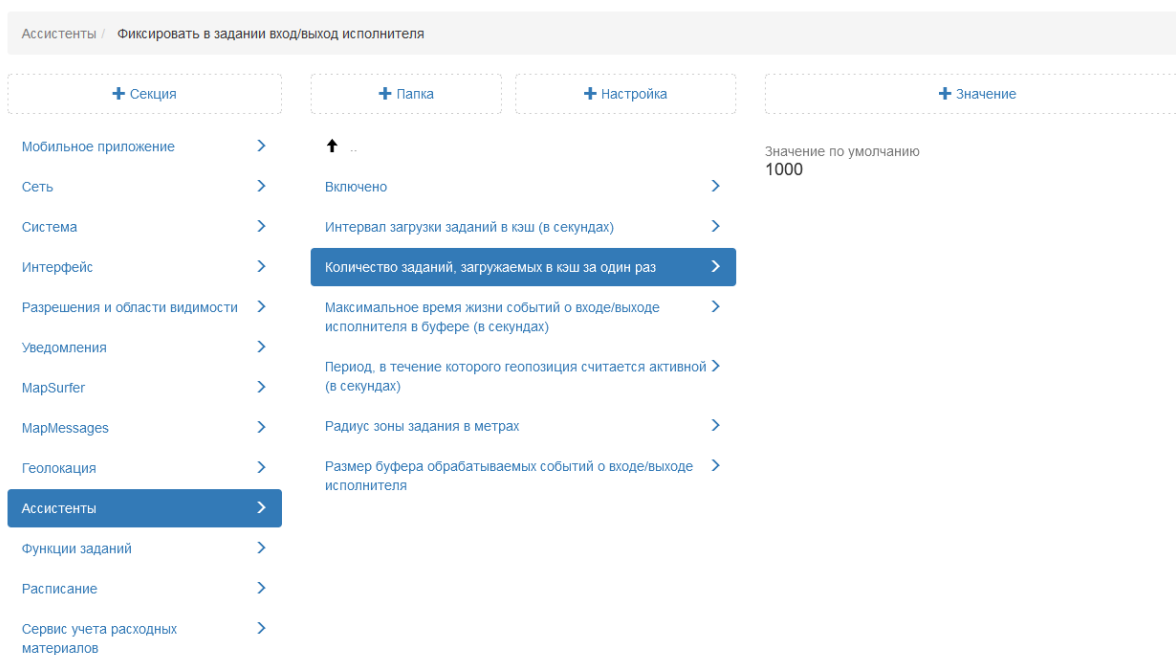 Ассистенты / Фиксировать в задании вход/выход исполнителя
+ Секция
+ Папка
+ Настройка
+ Значение
Мобильное приложение
Сеть
Система
Интерфейс
Разрешения и области видимости
Уведомления
MapSurfer
MapMessages
Геолокация
Ассистенты
Функции заданий
Расписание
Сервис учета расходных
материалов
..
Включено
Интервал загрузки заданий в кэш (в секундах)
Количество заданий, загружаемых в кэш за один раз
Максимальное время жизни событий о входе/выходе
исполнителя в буфере (в секундах)
Период, в течение которого геопозиция считается активной
(в секундах)
Радиус зоны задания в метрах
Размер буфера обрабатываемых событий о входе/выходе
исполнителя
Значение по умолчанию
1000